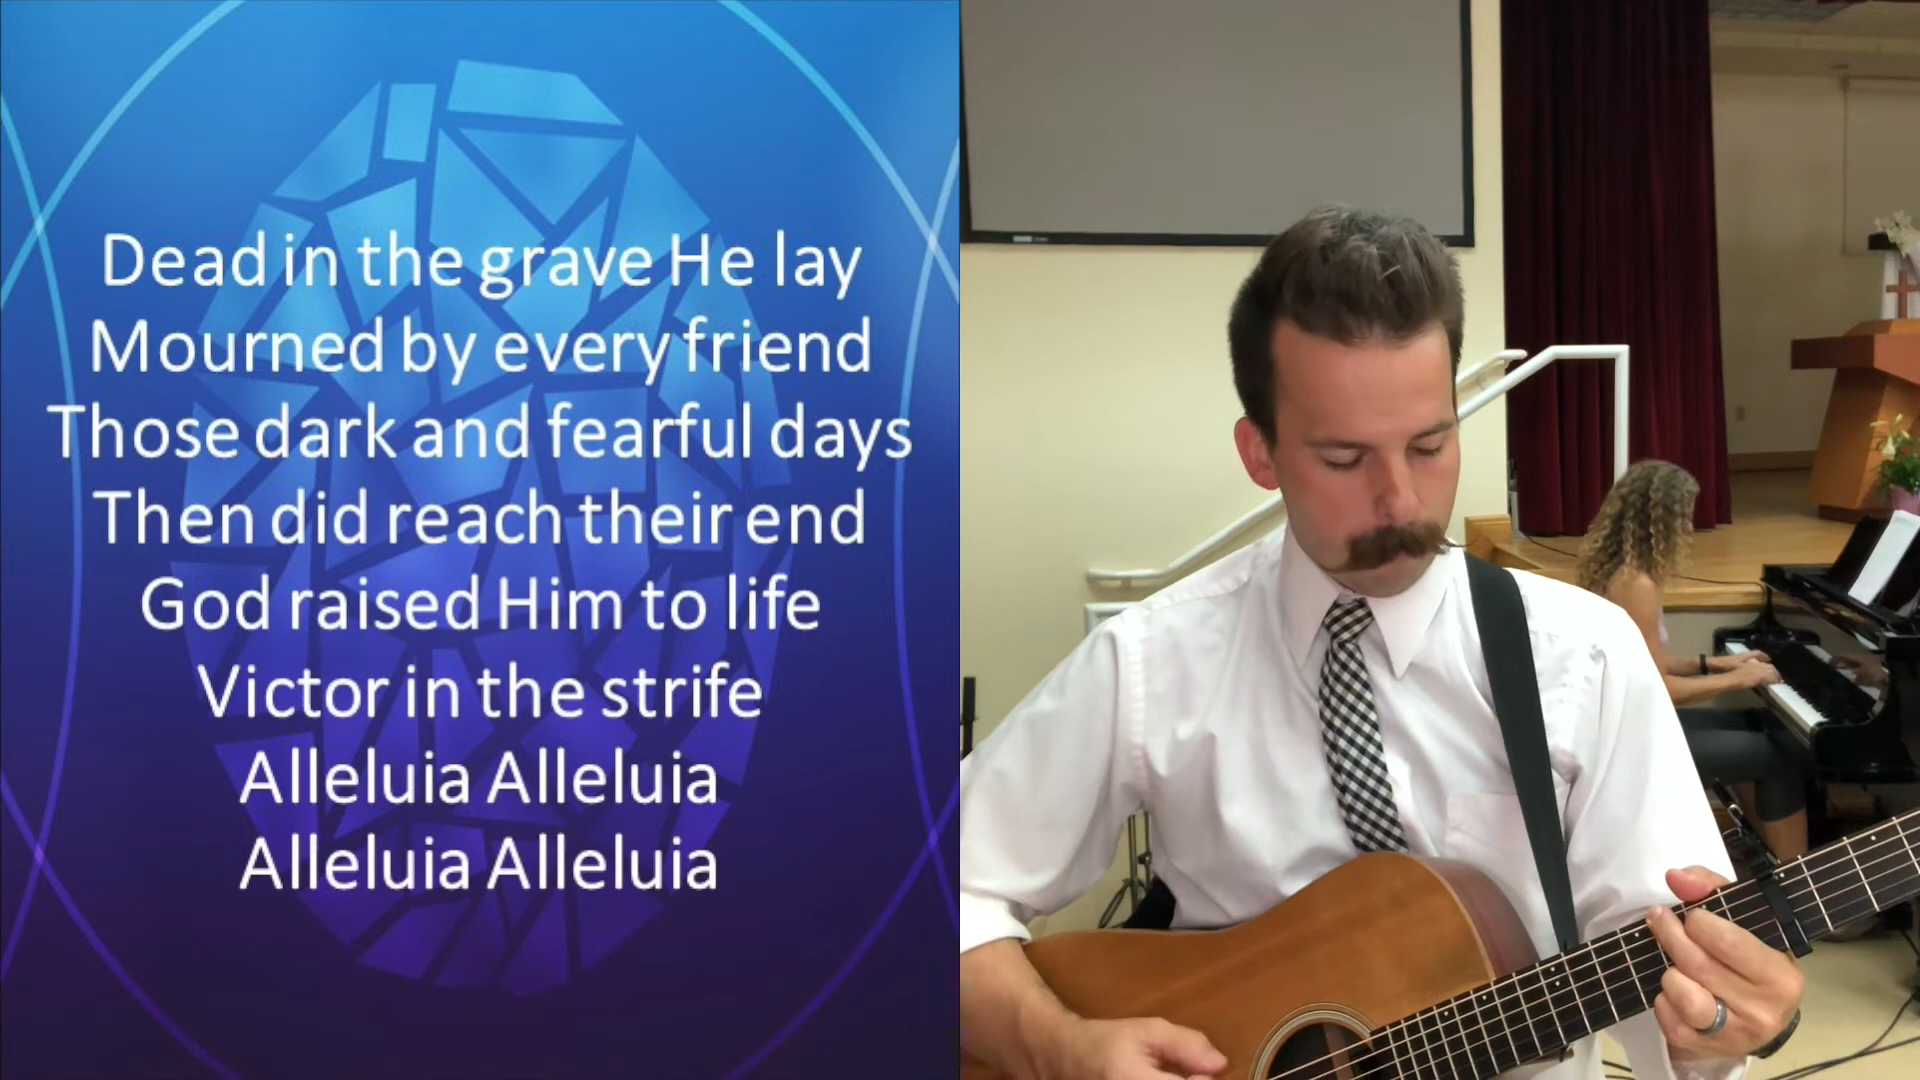 Dead in the grave He lay
Mourned by every friend
Those dark and fearful days
Then did reach their end
God raised Him to life
Victor in the strife
Alleluia Alleluia
Alleluia Alleluia